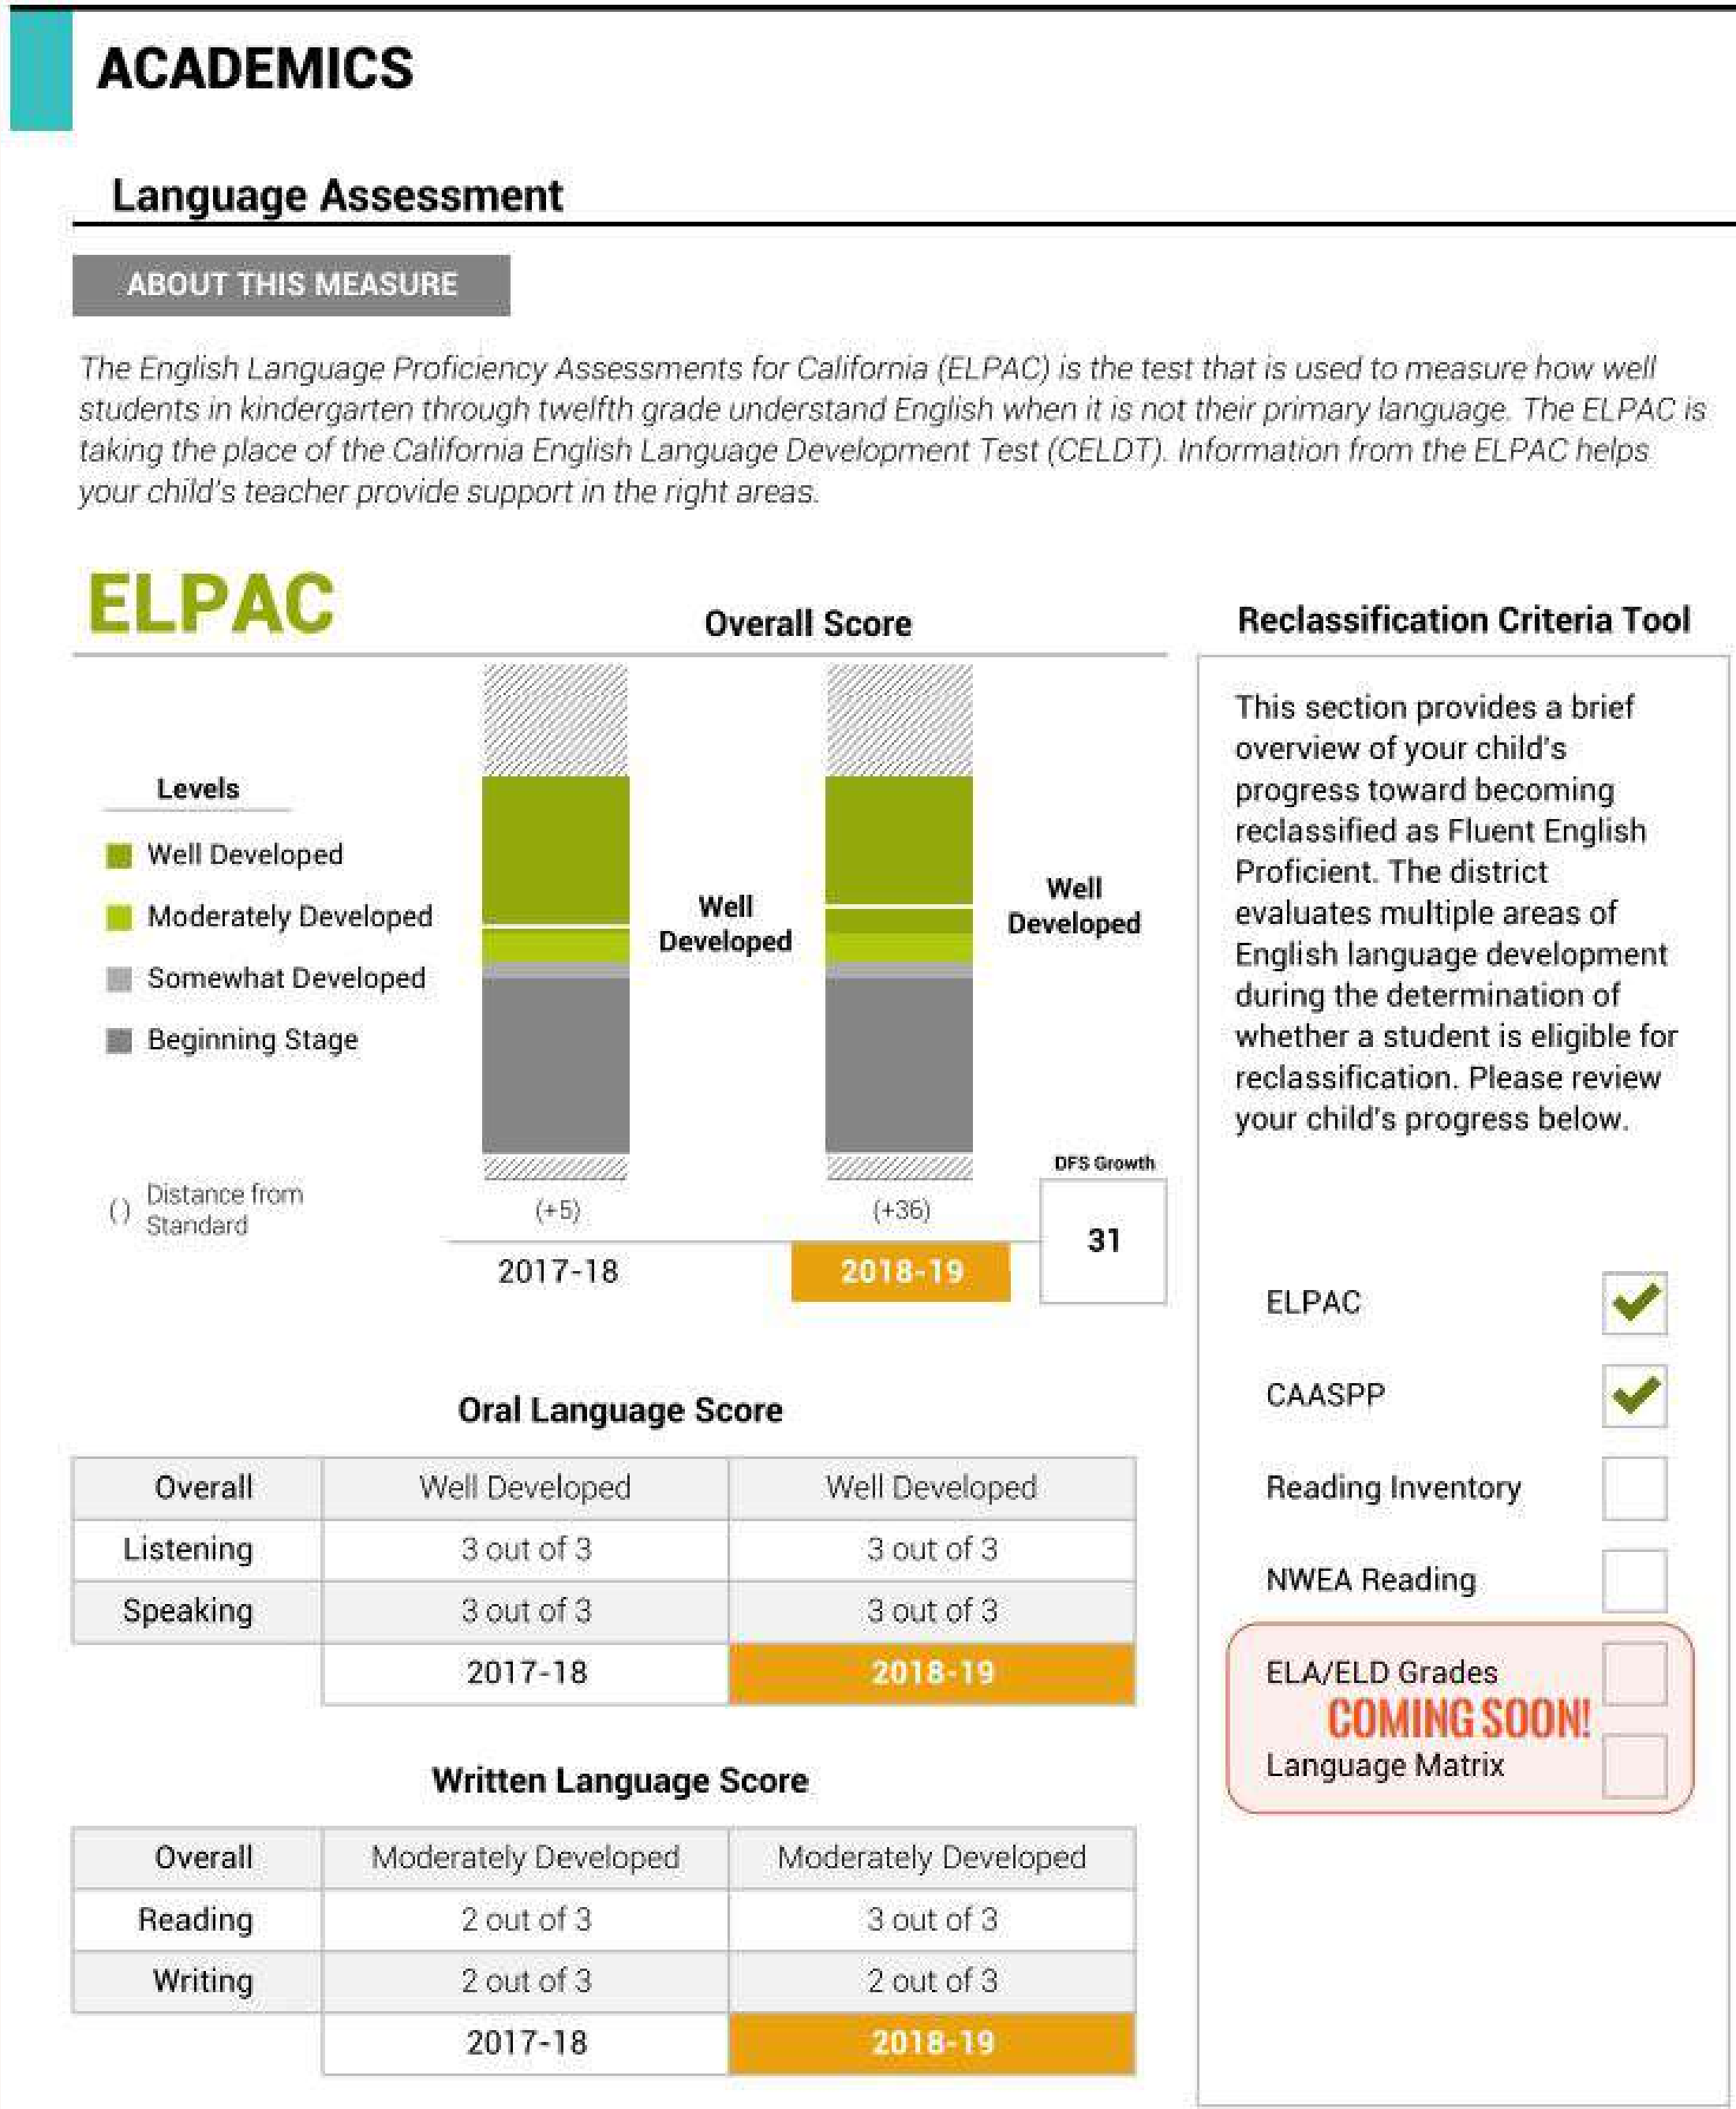 ACADEMICS
Language Assessment
ABOUT THIS MEASURE
The English Language Proficiency Assessments for California (ELPAC) is the test that is used to measure how well
students in kindergarten through twelfth grade understand English when it is not their primary language. The ELPAC is
taking the place of the California English Language Development Test (CELDT). Information from the ELPAC helps
your child's teacher provide support in the right areas.
ELPAC
Overall Score
Levels
Well Developed
Moderately Developed
Somewhat Developed
Beginning Stage
Well
Developed
Well
Developed
() Distance from
Standard
(+5)
(+36)
DFS Growth
31
2017-18
2018-19
Oral Language Score
Overall Well Developed Well Developed
Listening 3 out of 3 3 out of 3
Speaking 3 out of 3 3 out of 3
2017-18 2018-19
Written Language Score
Overall Moderately Developed Moderately Developed
Reading 2 out of 3 3 out of 3
Writing 2 out of 3 2 out of 3
2017-18 2018-19
Reclassification Criteria Tool
This section provides a brief
overview of your child's
progress toward becoming
reclassified as Fluent English
Proficient. The district
evaluates multiple areas of
English language development
during the determination of
whether a student is eligible for
reclassification. Please review
your child's progress below.
ELPAC
CAASPP
Reading Inventory
NWEA Reading
ELA/ELD Grades
COMING SOON!
Language Matrix